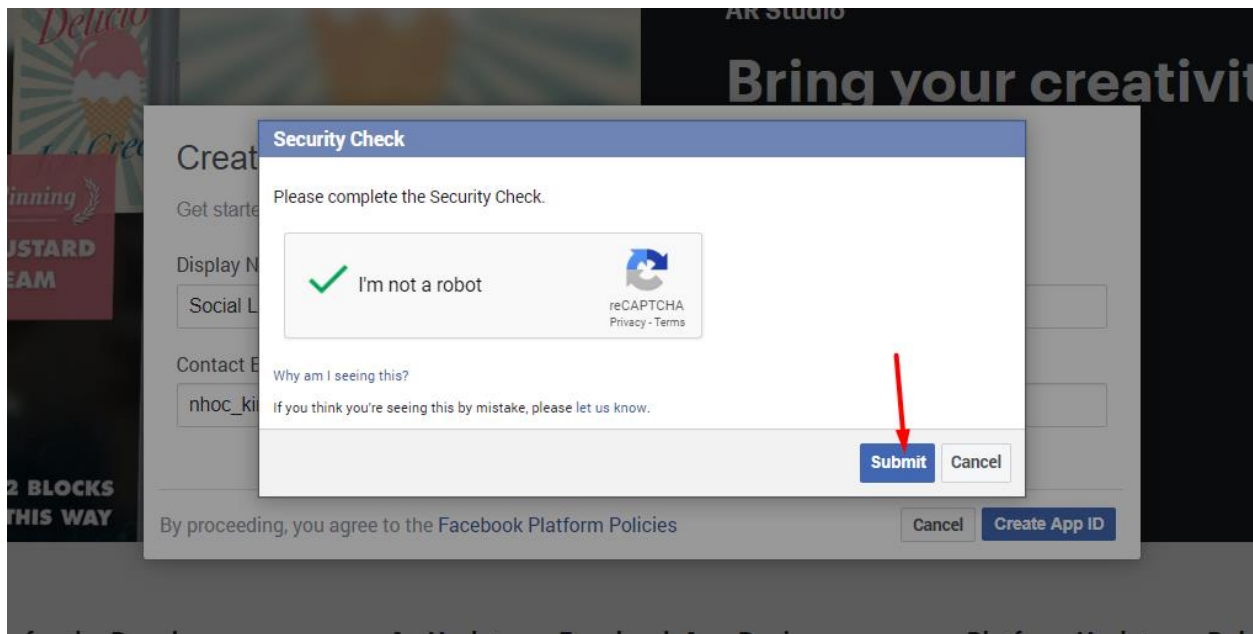 AR Studio
Bring your creativit
Delicio
Ice Crea
inning
USTARD
EAM
2 BLOCKS
THIS WAY
Creat
Get starte
Display N
Social L
Contact E
nhoc_ki
Security Check
Please complete the Security Check.
I'm not a robot
reCAPTCHA
Privacy - Terms
Why am I seeing this?
If you think you're seeing this by mistake, please let us know.
Submit Cancel
By proceeding, you agree to the Facebook Platform Policies
Cancel Create App ID